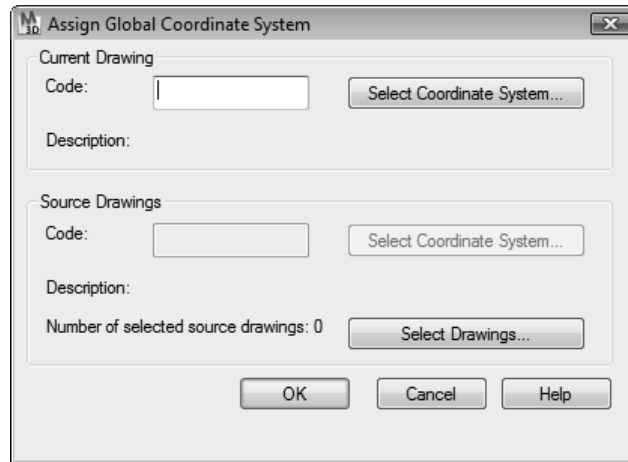 M 3D Assign Global Coordinate System
Current Drawing
Code:
Select Coordinate System...
Description:
Source Drawings
Code:
Select Coordinate System...
Description:
Number of selected source drawings: 0
Select Drawings...
OK Cancel Help